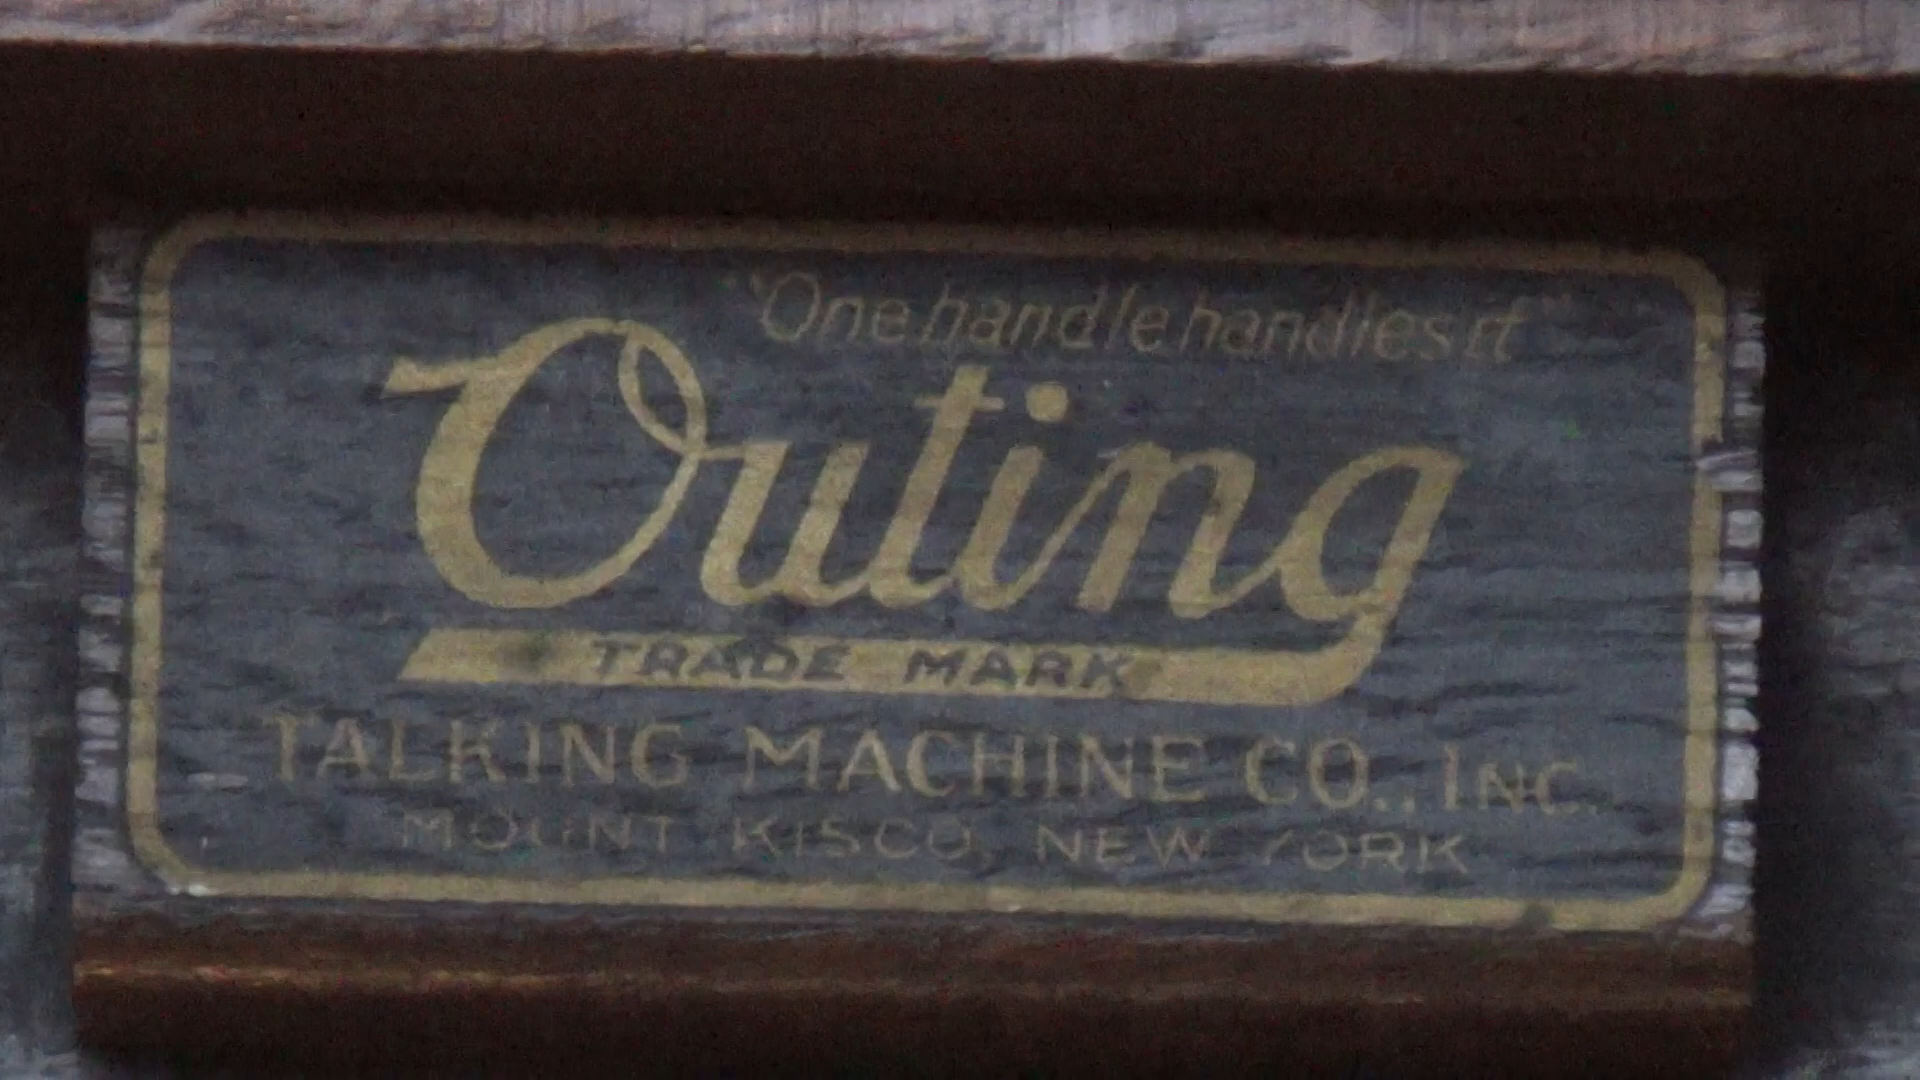 "One handle handles it"
Outing
TRADE MARK
TALKING MACHINE CO., INC.
MOUNT KISCO, NEW YORK